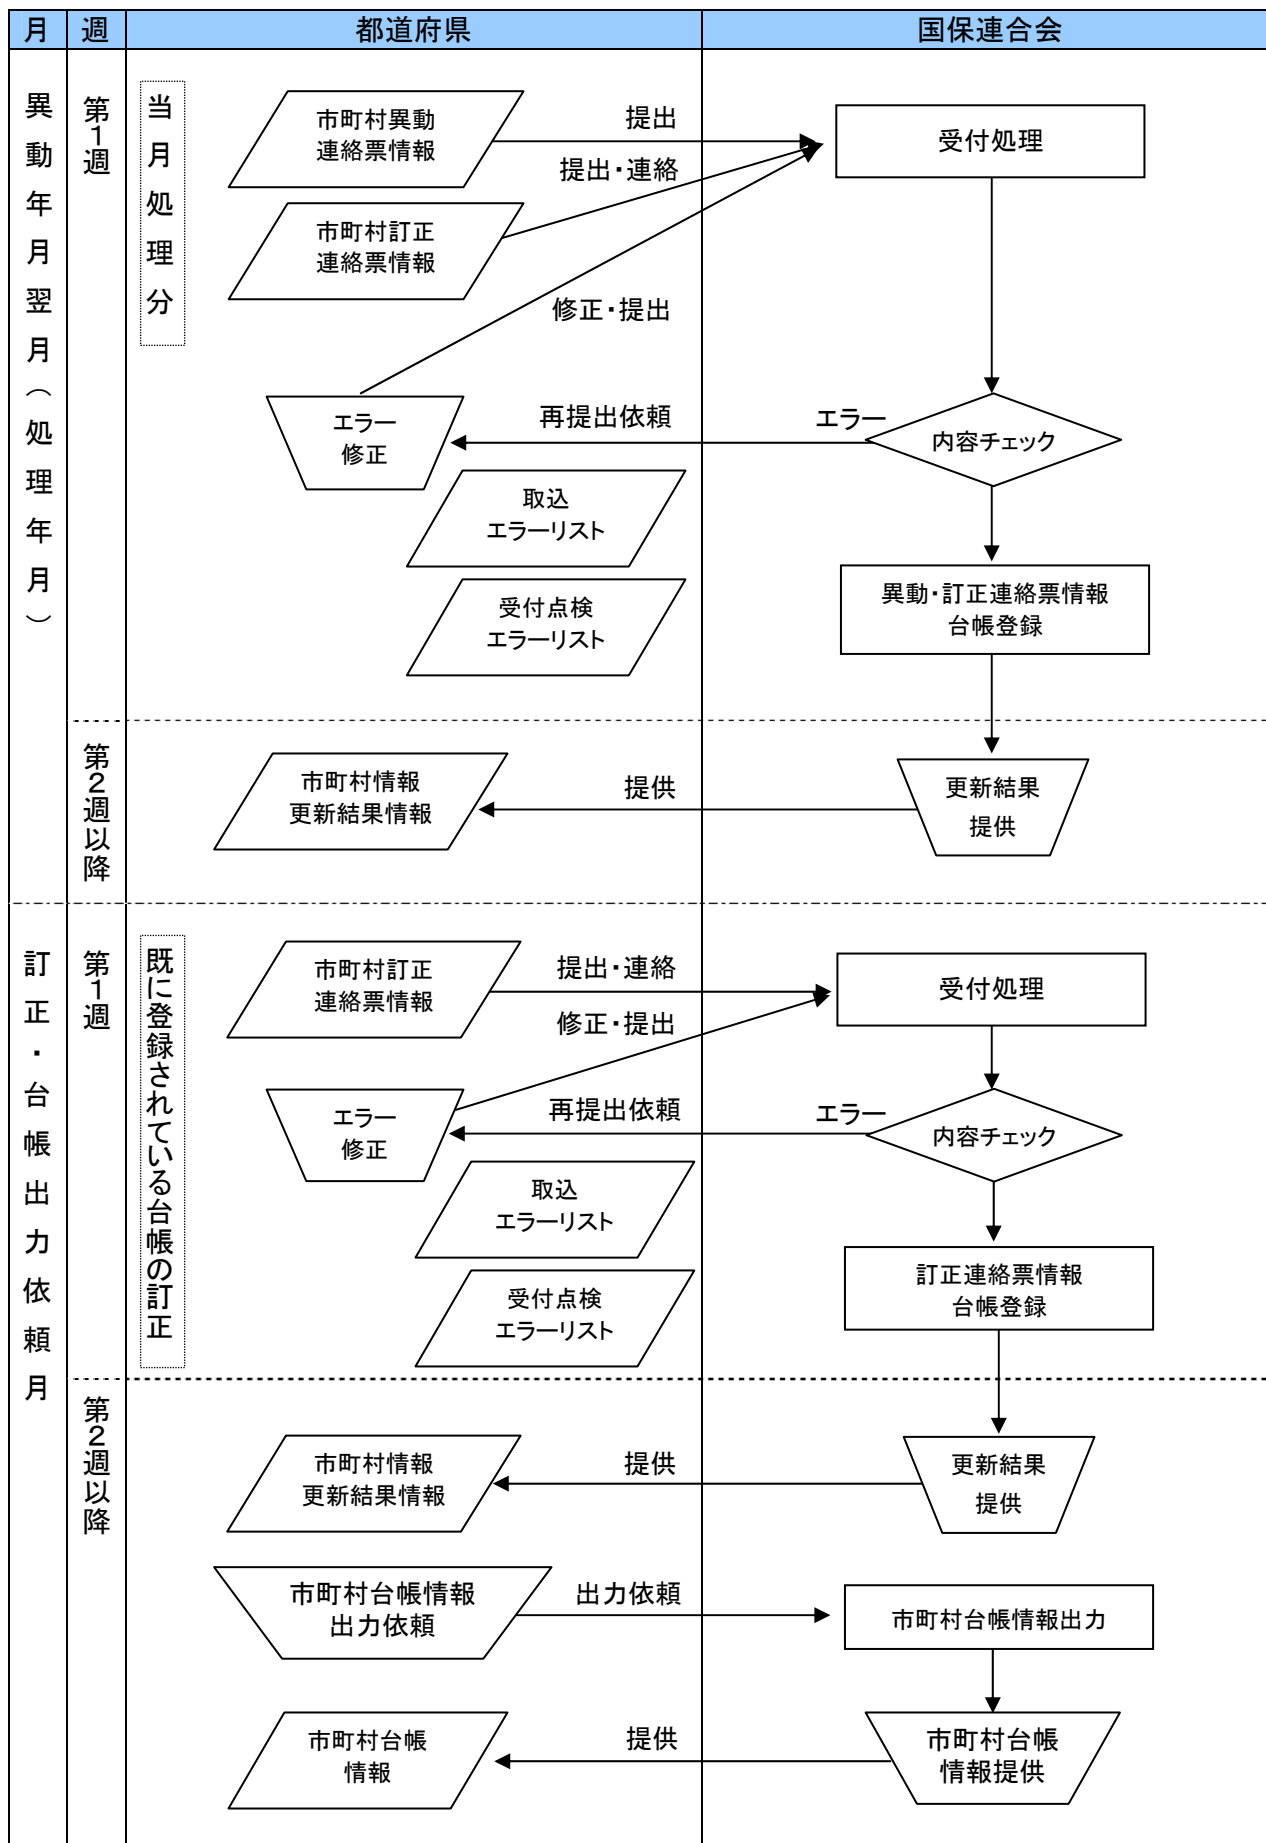 月
週
都道府県
国保連合会
異動年月翌月（処理年月）
第1週
当月処理分
市町村異動
連絡票情報
提出
受付処理
提出・連絡
市町村訂正
連絡票情報
修正・提出
エラー
修正
再提出依頼
エラー
内容チェック
取込
エラーリスト
異動・訂正連絡票情報
台帳登録
受付点検
エラーリスト
第2週以降
市町村情報
更新結果情報
提供
更新結果
提供
訂正・台帳出力依頼月
第1週
既に登録されている台帳の訂正
市町村訂正
連絡票情報
提出・連絡
受付処理
修正・提出
エラー
修正
再提出依頼
エラー
内容チェック
取込
エラーリスト
訂正連絡票情報
台帳登録
受付点検
エラーリスト
第2週以降
市町村情報
更新結果情報
提供
更新結果
提供
市町村台帳情報
出力依頼
出力依頼
市町村台帳情報出力
市町村台帳
情報
提供
市町村台帳
情報提供